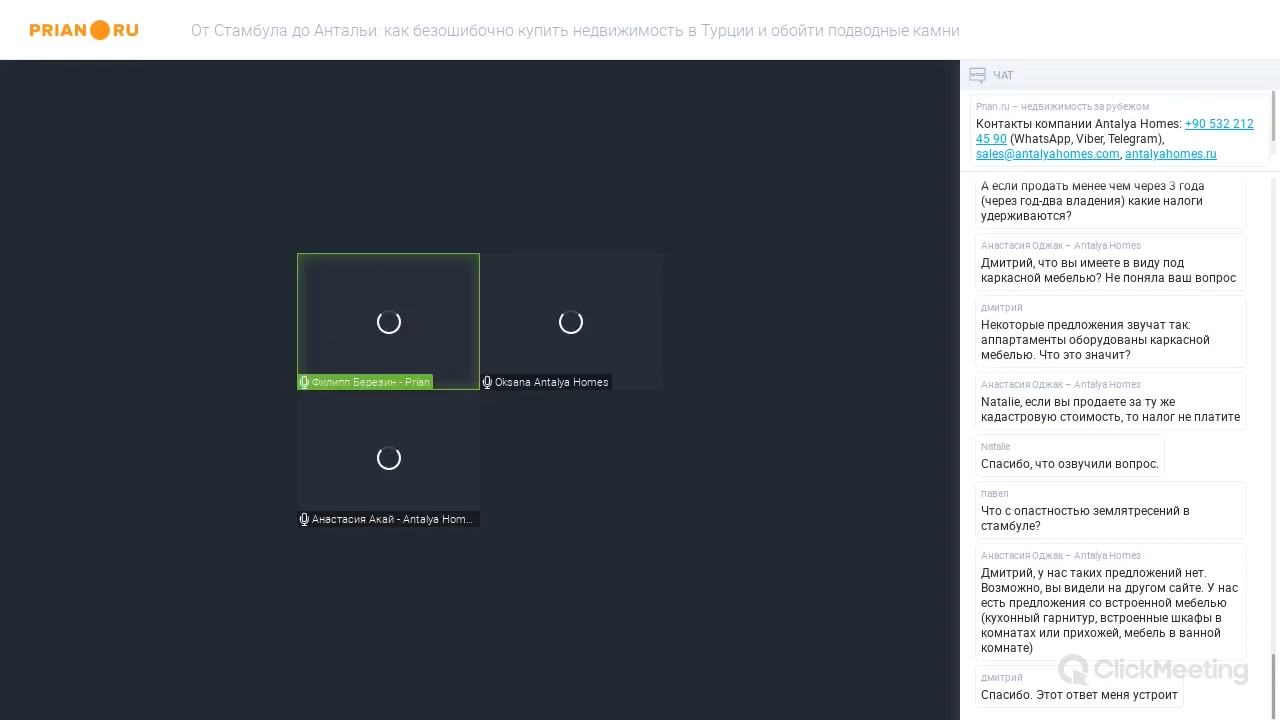 PRIAN RU
От Стамбула до Антальи: как безошибочно купить недвижимость в Турции и обойти подводные камни
Филипп Березин - Prian
Oksana Antalya Homes
Анастасия Акай - Antalya Hom...
ЧАТ
Prian.ru – недвижимость за рубежом
Контакты компании Antalya Homes: +90 532 212
45 90 (WhatsApp, Viber, Telegram),
sales@antalyahomes.com, antalyahomes.ru
А если продать менее чем через 3 года
(через год-два владения) какие налоги
удерживаются?
Анастасия Оджак – Antalya Homes
Дмитрий, что вы имеете в виду под
каркасной мебелью? Не поняла ваш вопрос
дмитрий
Некоторые предложения звучат так:
аппартаменты оборудованы каркасной
мебелью. Что это значит?
Анастасия Оджак – Antalya Homes
Natalie, если вы продаете за ту же
кадастровую стоимость, то налог не платите
Natalie
Спасибо, что озвучили вопрос.
павел
Что с опастностью землятресений в
стамбуле?
Анастасия Оджак – Antalya Homes
Дмитрий, у нас таких предложений нет.
Возможно, вы видели на другом сайте. У нас
есть предложения со встроенной мебелью
(кухонный гарнитур, встроенные шкафы в
комнатах или прихожей, мебель в ванной
комнате)
ClickMeeting
дмитрий
Спасибо. Этот ответ меня устроит